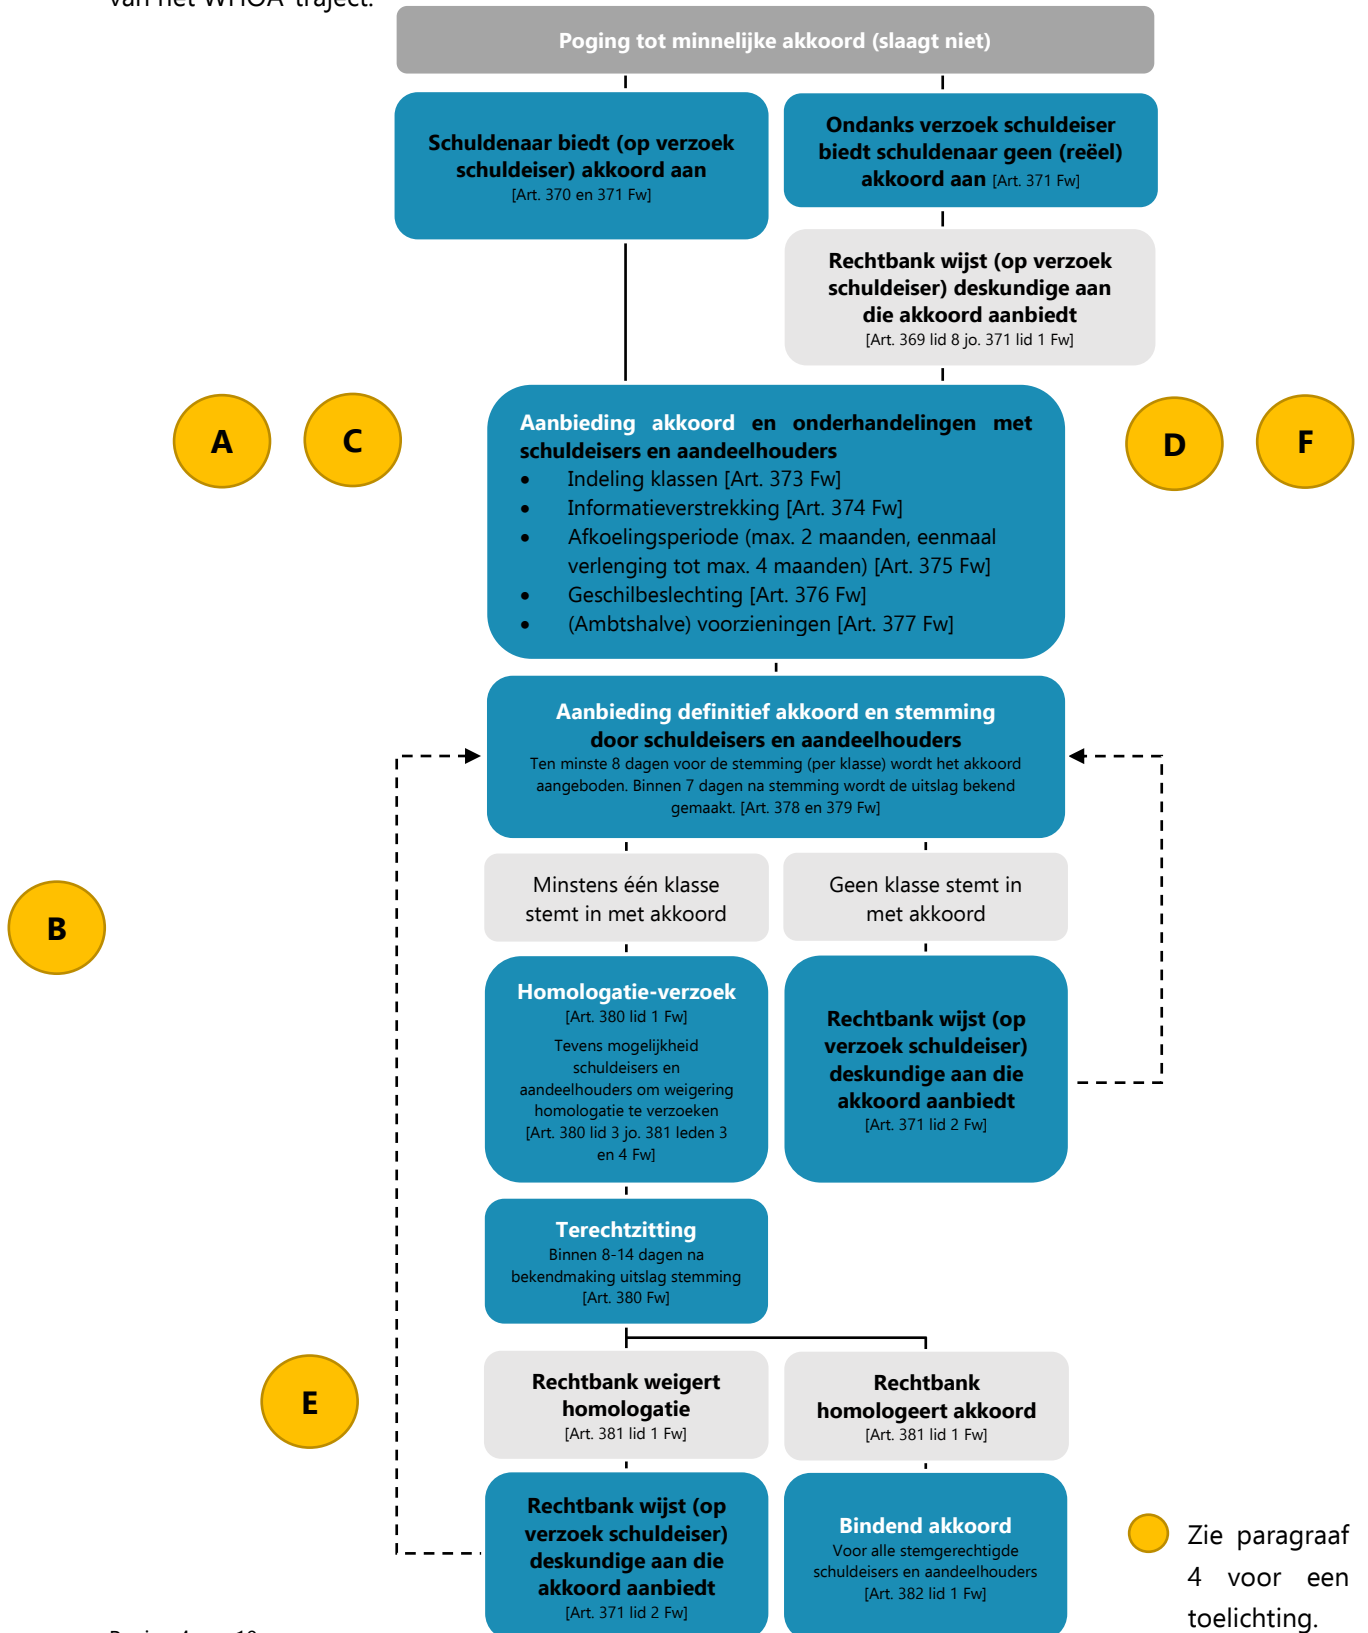 van het WHOA-traject.
Poging tot minnelijke akkoord (slaagt niet)
Schuldenaar biedt (op verzoek
schuldeiser) akkoord aan
[Art. 370 en 371 Fw]
Ondanks verzoek schuldeiser
biedt schuldenaar geen (reëel)
akkoord aan [Art. 371 Fw]
Rechtbank wijst (op verzoek
schuldeiser) deskundige aan
die akkoord aanbiedt
[Art. 369 lid 8 jo. 371 lid 1 Fw]
A
C
Aanbieding akkoord en onderhandelingen met
schuldeisers en aandeelhouders
• Indeling klassen [Art. 373 Fw]
• Informatieverstrekking [Art. 374 Fw]
• Afkoelingsperiode (max. 2 maanden, eenmaal
verlenging tot max. 4 maanden) [Art. 375 Fw]
• Geschilbeslechting [Art. 376 Fw]
• (Ambtshalve) voorzieningen [Art. 377 Fw]
D
F
Aanbieding definitief akkoord en stemming
door schuldeisers en aandeelhouders
Ten minste 8 dagen voor de stemming (per klasse) wordt het akkoord
aangeboden. Binnen 7 dagen na stemming wordt de uitslag bekend
gemaakt. [Art. 378 en 379 Fw]
B
Minstens één klasse
stemt in met akkoord
Geen klasse stemt in
met akkoord
Homologatie-verzoek
[Art. 380 lid 1 Fw]
Tevens mogelijkheid
schuldeisers en
aandeelhouders om weigering
homologatie te verzoeken
[Art. 380 lid 3 jo. 381 leden 3
en 4 Fw]
Rechtbank wijst (op
verzoek schuldeiser)
deskundige aan die
akkoord aanbiedt
[Art. 371 lid 2 Fw]
Terechtzitting
Binnen 8-14 dagen na
bekendmaking uitslag stemming
[Art. 380 Fw]
E
Rechtbank weigert
homologatie
[Art. 381 lid 1 Fw]
Rechtbank
homologeert akkoord
[Art. 381 lid 1 Fw]
Rechtbank wijst (op
verzoek schuldeiser)
deskundige aan die
akkoord aanbiedt
[Art. 371 lid 2 Fw]
Bindend akkoord
Voor alle stemgerechtigde
schuldeisers en aandeelhouders
[Art. 382 lid 1 Fw]
Zie paragraaf
4 voor een
toelichting.